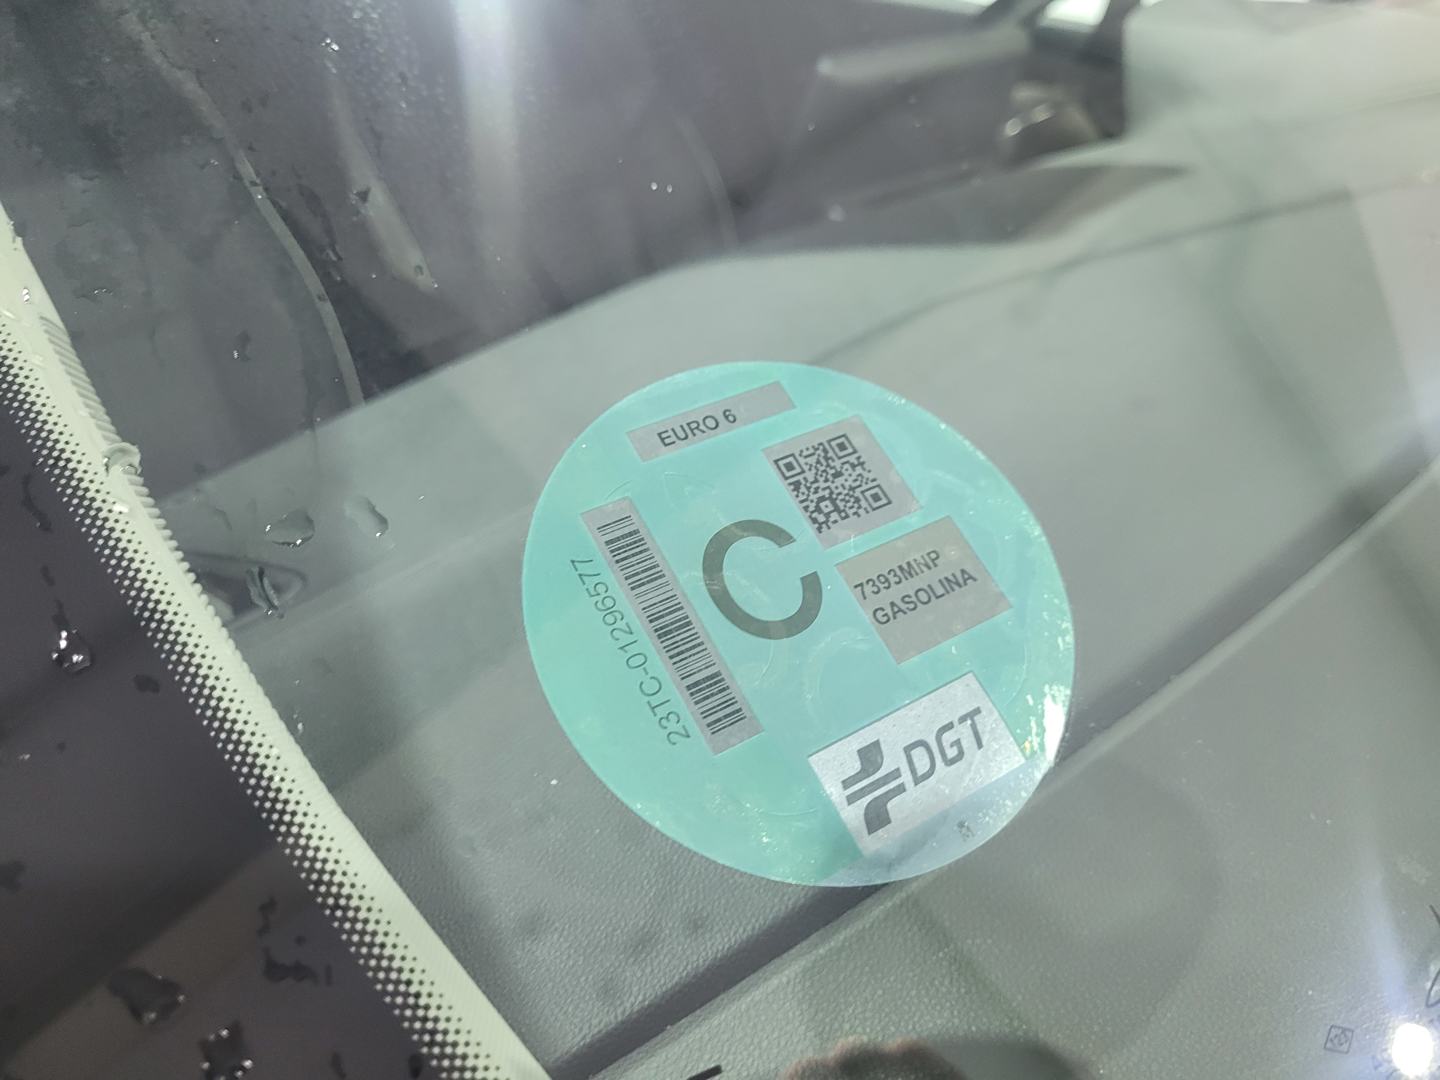 EURO 6
C
7393MNP
GASOLINA
23TC-01296577
DGT